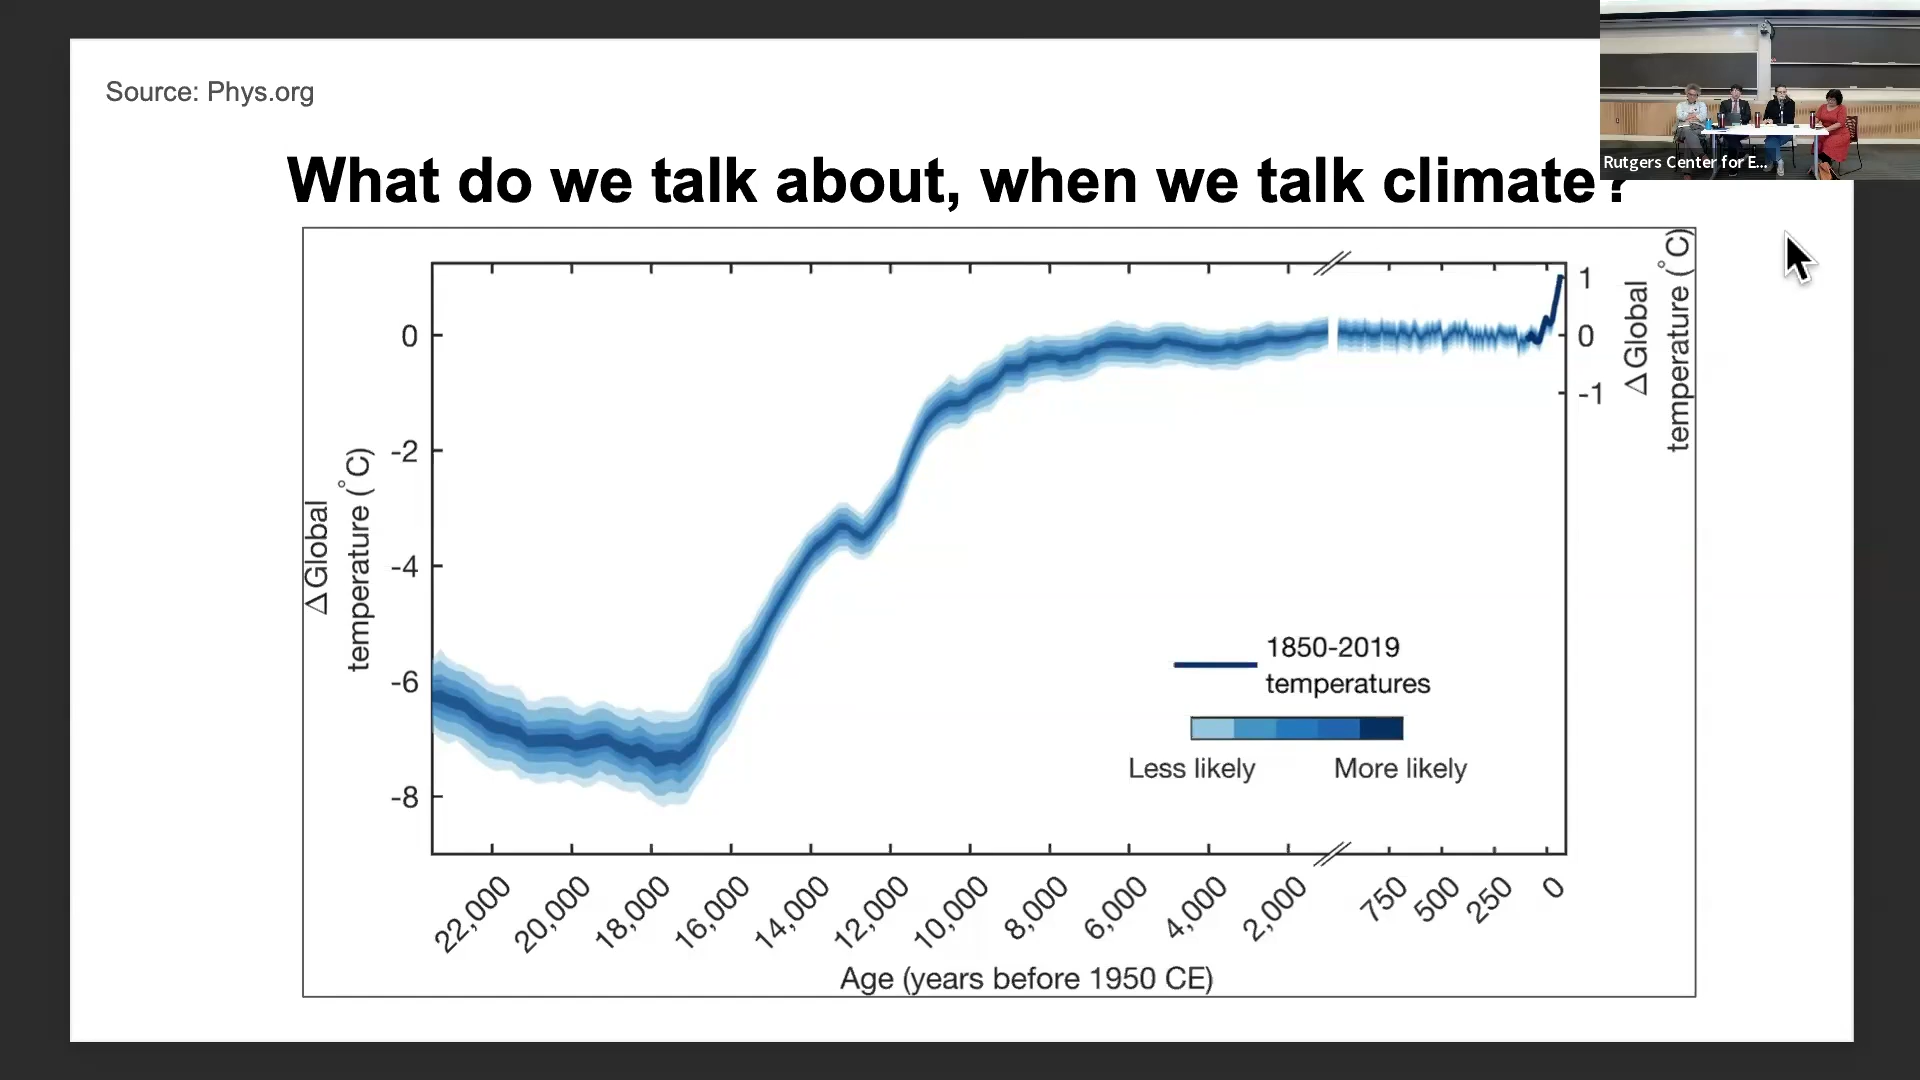 Source: Phys.org
Rutgers Center for E...
What do we talk about, when we talk climate?
ΔGlobal
temperature (°C)
0
-2
-4
-6
-8
1
0
-1
ΔGlobal
temperature (°C)
1850-2019
temperatures
Less likely
More likely
22,000
20,000
18,000
16,000
14,000
12,000
10,000
8,000
6,000
4,000
2,000
750
500
250
0
Age (years before 1950 CE)